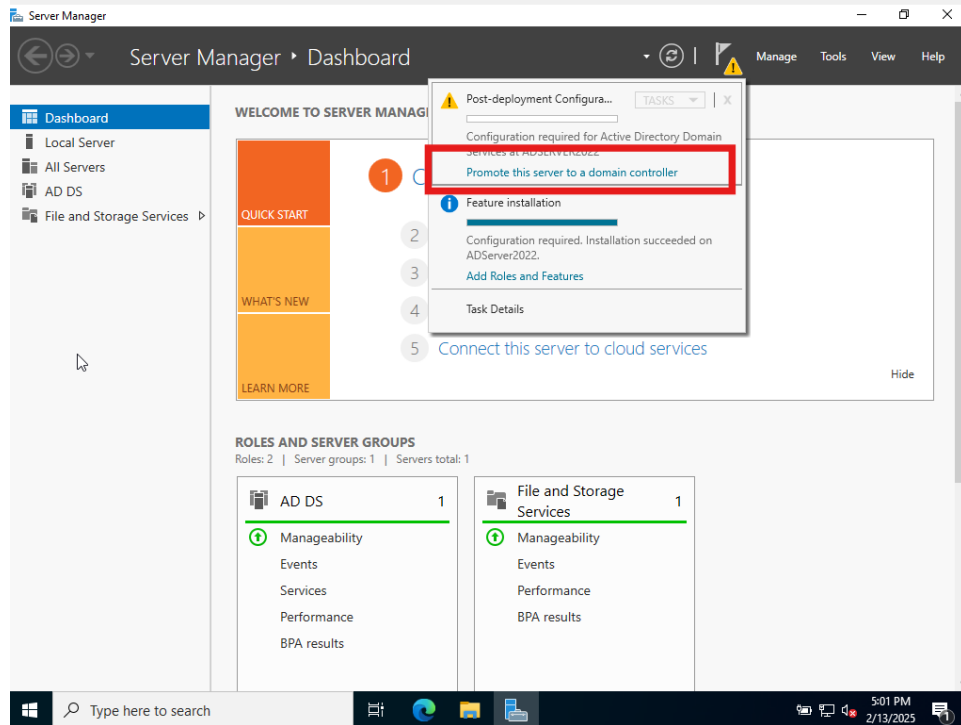 Server Manager
Server Manager ‣ Dashboard
Manage Tools View Help
Dashboard
Local Server
All Servers
AD DS
File and Storage Services
WELCOME TO SERVER MANAG
QUICK START
WHAT'S NEW
LEARN MORE
1
2
3
4
5 Connect this server to cloud services
Hide
Post-deployment Configura... TASKS X
Configuration required for Active Directory Domain
Services at ADSERVER2022
Promote this server to a domain controller
Feature installation
Configuration required. Installation succeeded on
ADServer2022.
Add Roles and Features
Task Details
ROLES AND SERVER GROUPS
Roles: 2 | Server groups: 1 | Servers total: 1
AD DS 1
Manageability
Events
Services
Performance
BPA results
File and Storage
Services 1
Manageability
Events
Performance
BPA results
Type here to search
5:01 PM
2/13/2025
1